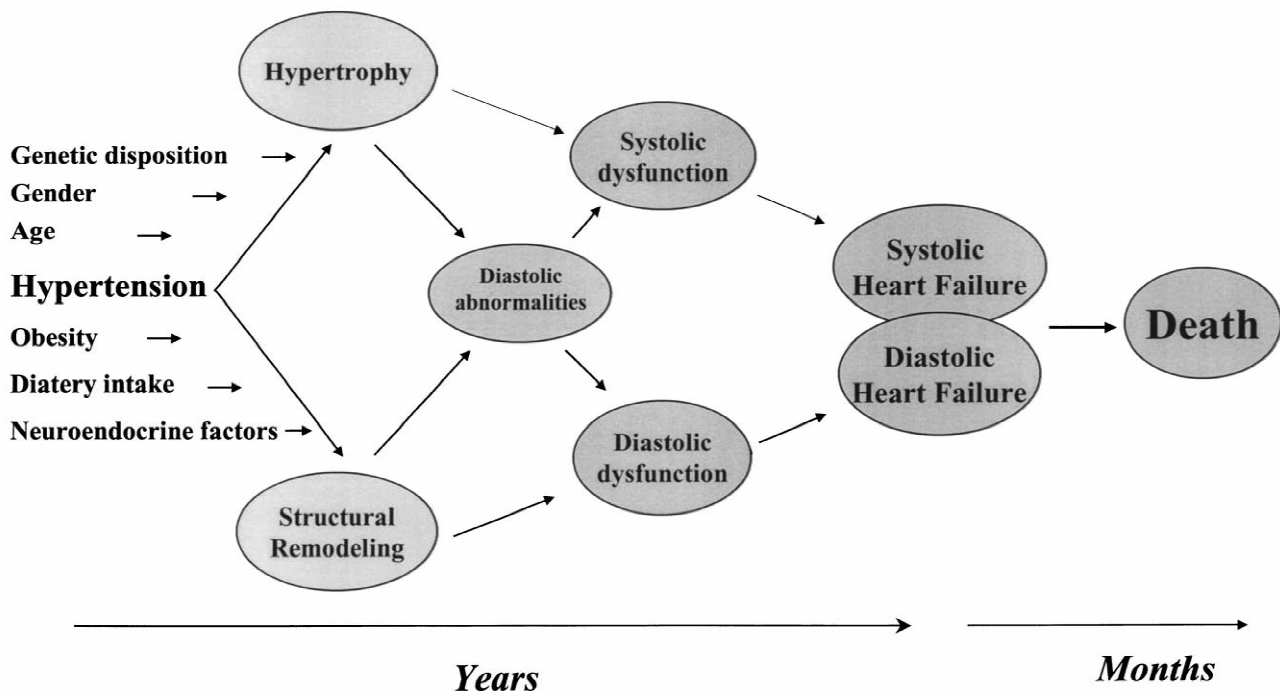 Hypertrophy
Genetic disposition
Gender
Age
Hypertension
Obesity
Diatery intake
Neuroendocrine factors
Structural
Remodeling
Diastolic
abnormalities
Systolic
dysfunction
Diastolic
dysfunction
Systolic
Heart Failure
Diastolic
Heart Failure
Death
Years
Months